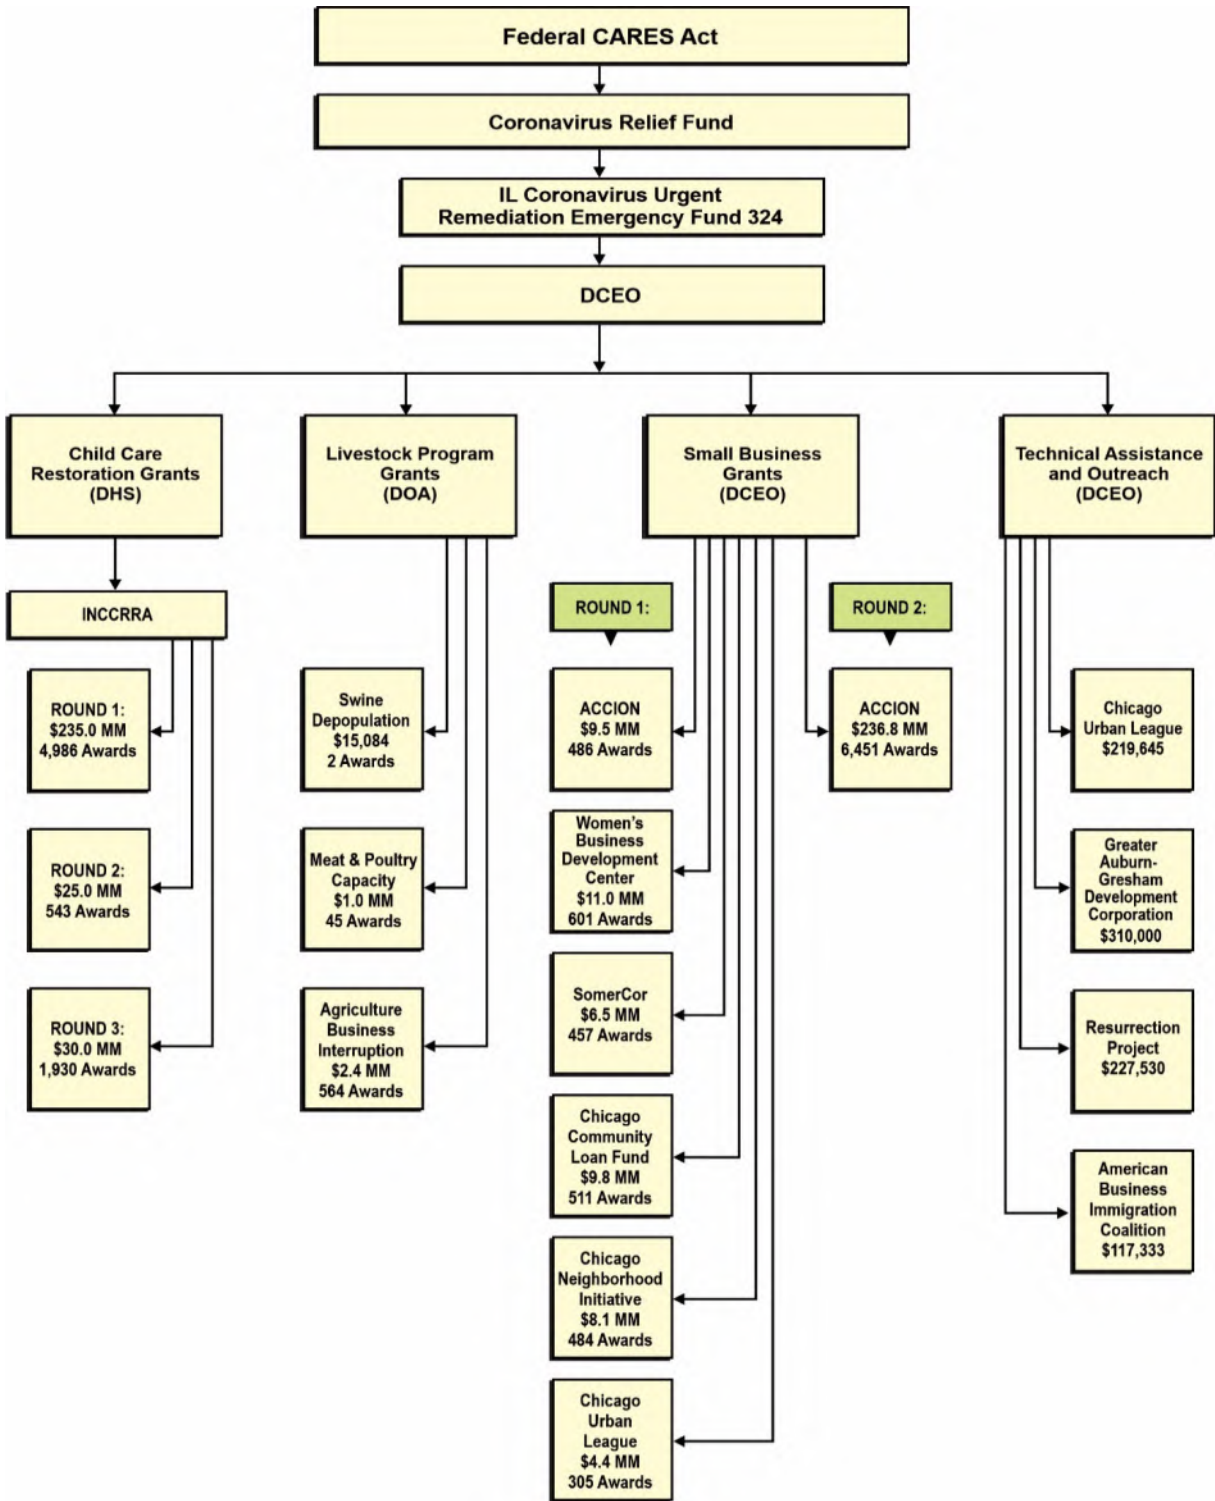 Federal CARES Act
Coronavirus Relief Fund
IL Coronavirus Urgent
Remediation Emergency Fund 324
DCEO
Child Care
Restoration Grants
(DHS)
Livestock Program
Grants
(DOA)
Small Business
Grants
(DCEO)
Technical Assistance
and Outreach
(DCEO)
INCCRRA
ROUND 1:
$235.0 MM
4,986 Awards
ROUND 2:
$25.0 MM
543 Awards
ROUND 3:
$30.0 MM
1,930 Awards
Swine
Depopulation
$15,084
2 Awards
Meat & Poultry
Capacity
$1.0 MM
45 Awards
Agriculture
Business
Interruption
$2.4 MM
564 Awards
ROUND 1:
ACCION
$9.5 MM
486 Awards
Women's
Business
Development
Center
$11.0 MM
601 Awards
SomerCor
$6.5 MM
457 Awards
Chicago
Community
Loan Fund
$9.8 MM
511 Awards
Chicago
Neighborhood
Initiative
$8.1 MM
484 Awards
Chicago
Urban
League
$4.4 MM
305 Awards
ROUND 2:
ACCION
$236.8 MM
6,451 Awards
Chicago
Urban League
$219,645
Greater
Auburn-
Gresham
Development
Corporation
$310,000
Resurrection
Project
$227,530
American
Business
Immigration
Coalition
$117,333